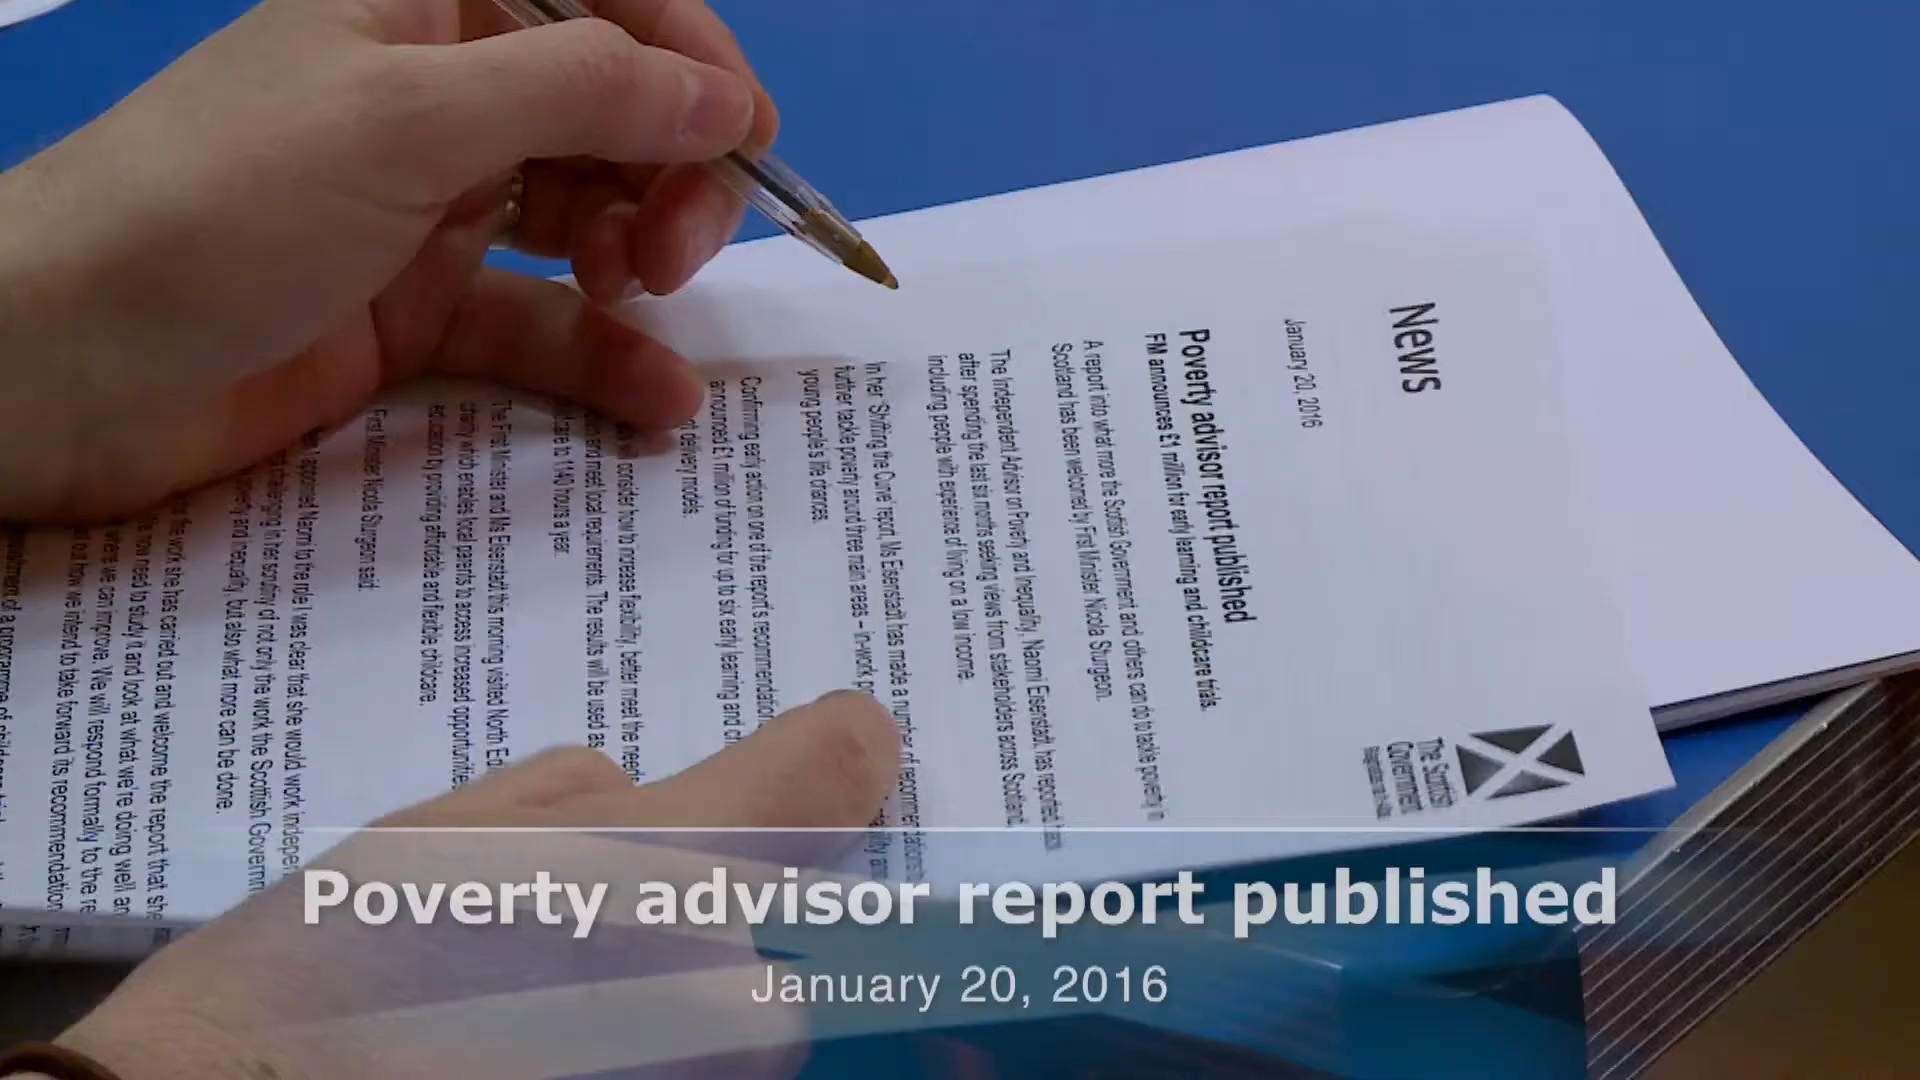 News
The Scottish
Government
January 20, 2016
Poverty advisor report published
FM announces £1 million for early learning and childcare trials.
A report into what more the Scottish Government and others can do to tackle poverty in
Scotland has been welcomed by First Minister Nicola Sturgeon.
The Independent Advisor on Poverty and Inequality, Naomi Eisenstadt, has reported
after spending the last six months seeking views from stakeholders across Scotland,
including people with experience of living on a low income.
In her 'Shifting the Curve' report, Ms Eisenstadt has made a number of recommendations
further tackle poverty around three main areas – in-work
young people's life chances.
Confirming early action on one of the report's
announced £1 million of funding for up to six early learning and
delivery models.
consider how to increase flexibility, better meet the needs
and meet local requirements. The results will be used as
to 1140 hours a year.
The First Minister and Ms Eisenstadt this morning visited North
charity which enables local parents to access increased
education by providing affordable and flexible childcare.
First Minister Nicola Sturgeon said:
I appointed Naomi to the role I was clear that she would work
challenging in her scrutiny of not only the work the Scottish
poverty and inequality, but also what more can be done.
for the work she has carried out and welcome the report that she
We now need to study it and look at what we're doing well
where we can improve. We will respond formally to the
out how we intend to take forward its
of a programme of
Poverty advisor report published
January 20, 2016